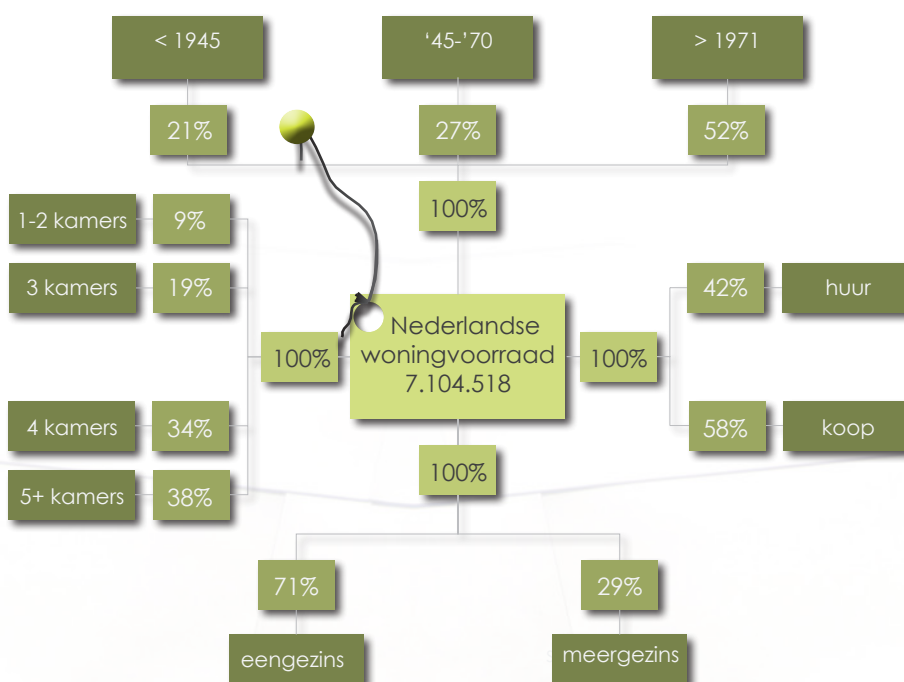 < 1945
‘45-’70
> 1971
21%
27%
52%
100%
1-2 kamers
9%
3 kamers
19%
42%
huur
100%
Nederlandse
woningvoorraad
7.104.518
100%
4 kamers
34%
58%
koop
100%
5+ kamers
38%
71%
29%
eengezins
meergezins